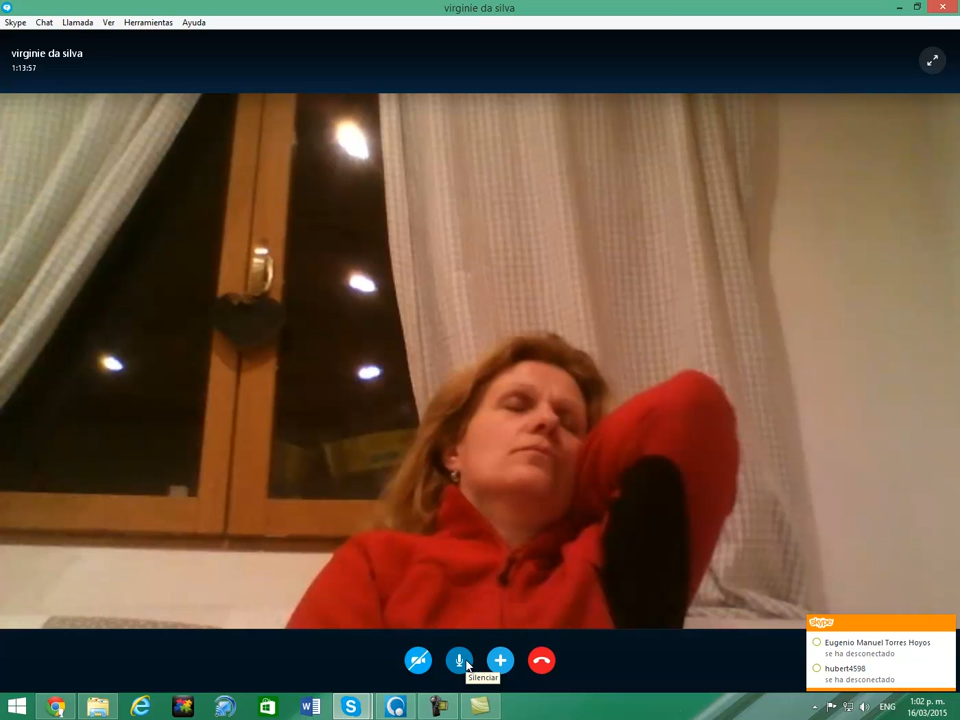 virginie da silva
Skype Chat Llamada Ver Herramientas Ayuda
virginie da silva
1:13:57
Silenciar
skype
Eugenio Manuel Torres Hoyos
se ha desconectado
hubert4598
se ha desconectado
ENG
1:02 p. m.
16/03/2015